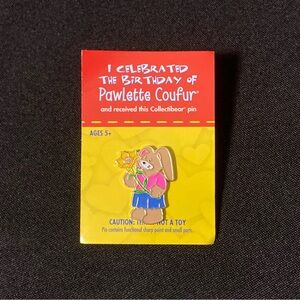 I CELEBRATED
THE BIRTHDAY OF
Pawlette Coufur
and received this Collectibear pin
AGES 5+
CAUTION: NOT A TOY
Pin contains functional sharp point and small parts.